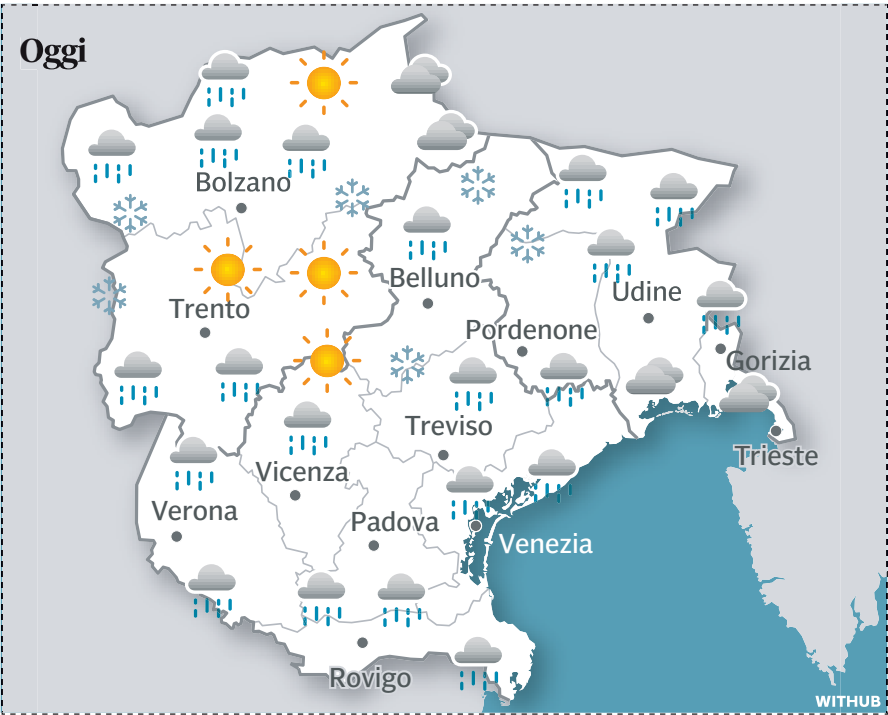 Oggi
Bolzano
Belluno
Udine
Trento
Pordenone
Gorizia
Treviso
Trieste
Vicenza
Verona
Padova
Venezia
Rovigo
WITHUB